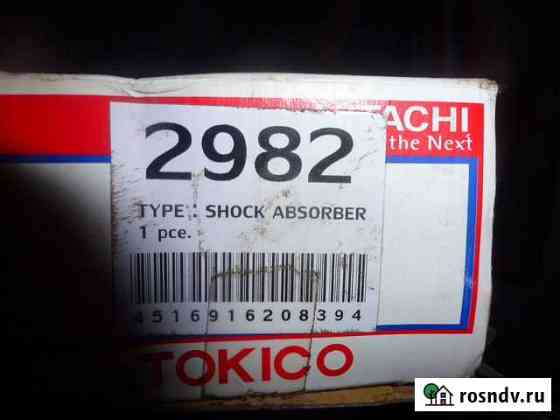 ACHI
the Next
2982
TYPE : SHOCK ABSORBER
1 pce.
4516916208394
TOKICO
rosndv.ru